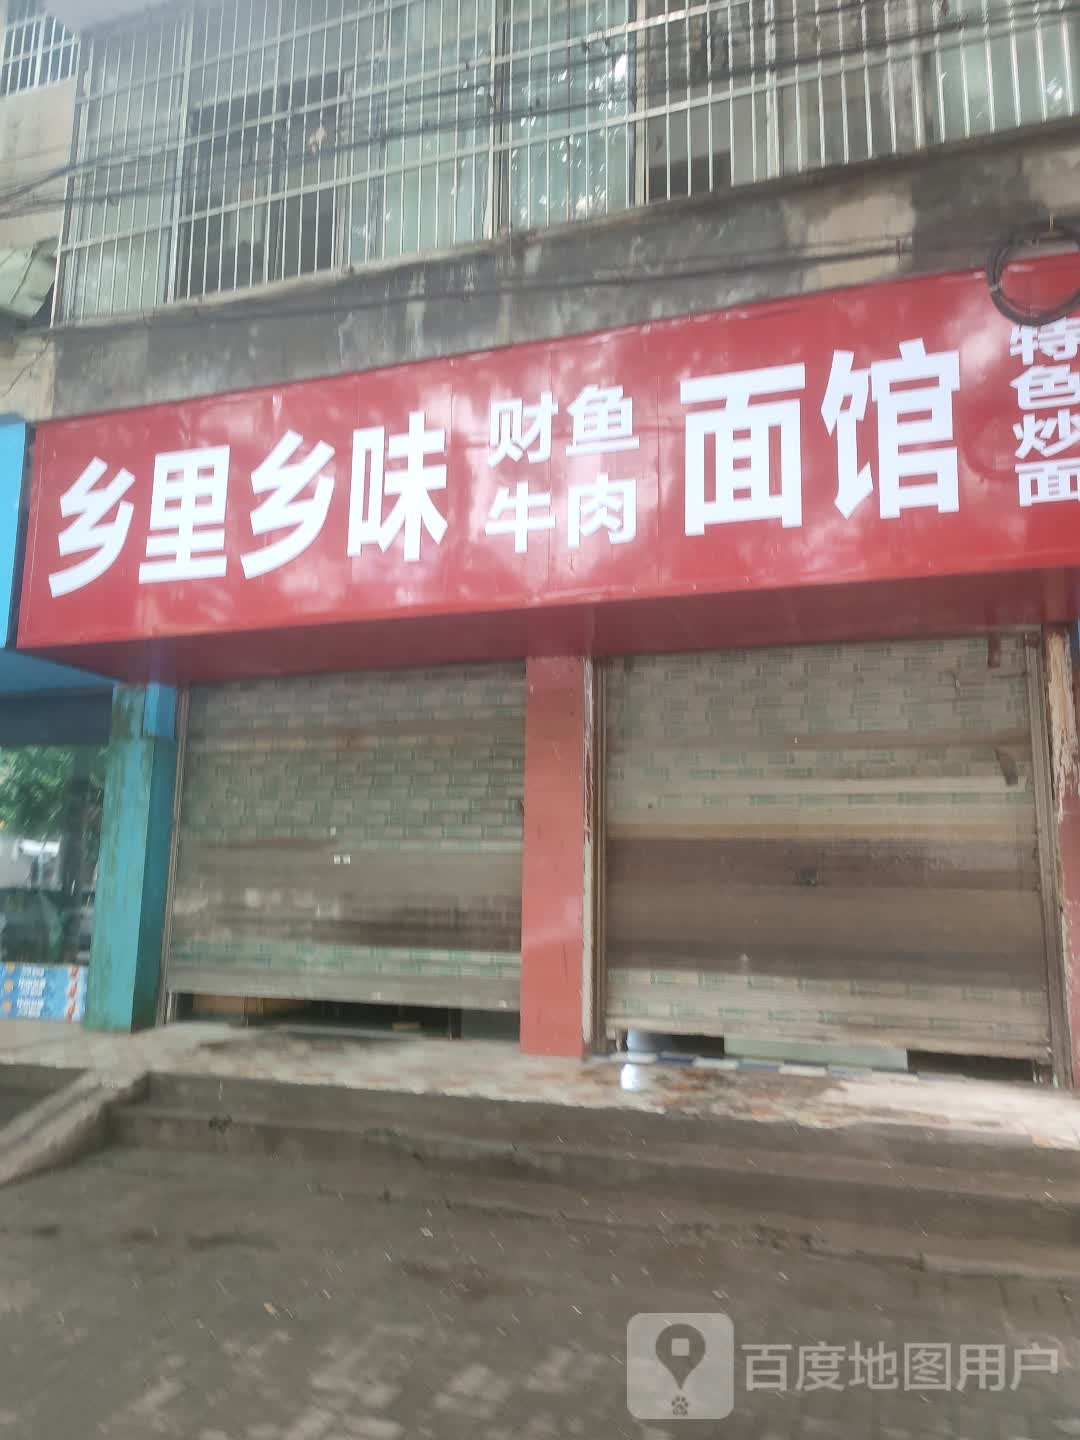 乡里乡味
财鱼
牛肉
面馆
特色炒面
百度地图用户